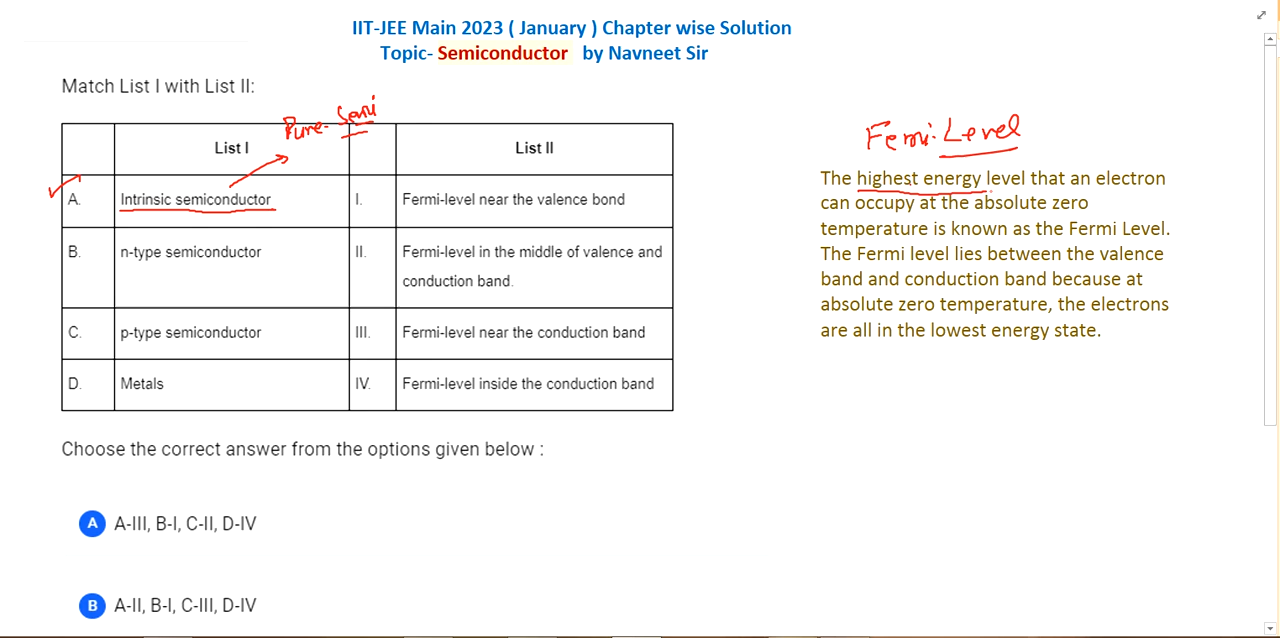 IIT-JEE Main 2023 ( January ) Chapter wise Solution
Topic- Semiconductor by Navneet Sir
Match List I with List II:
Pure- Semi
List I List II
A. Intrinsic semiconductor I. Fermi-level near the valence bond
B. n-type semiconductor II. Fermi-level in the middle of valence and
conduction band.
C. p-type semiconductor III. Fermi-level near the conduction band
D. Metals IV. Fermi-level inside the conduction band
Choose the correct answer from the options given below :
A A-III, B-I, C-II, D-IV
B A-II, B-I, C-III, D-IV
Femi-Level
The highest energy level that an electron
can occupy at the absolute zero
temperature is known as the Fermi Level.
The Fermi level lies between the valence
band and conduction band because at
absolute zero temperature, the electrons
are all in the lowest energy state.